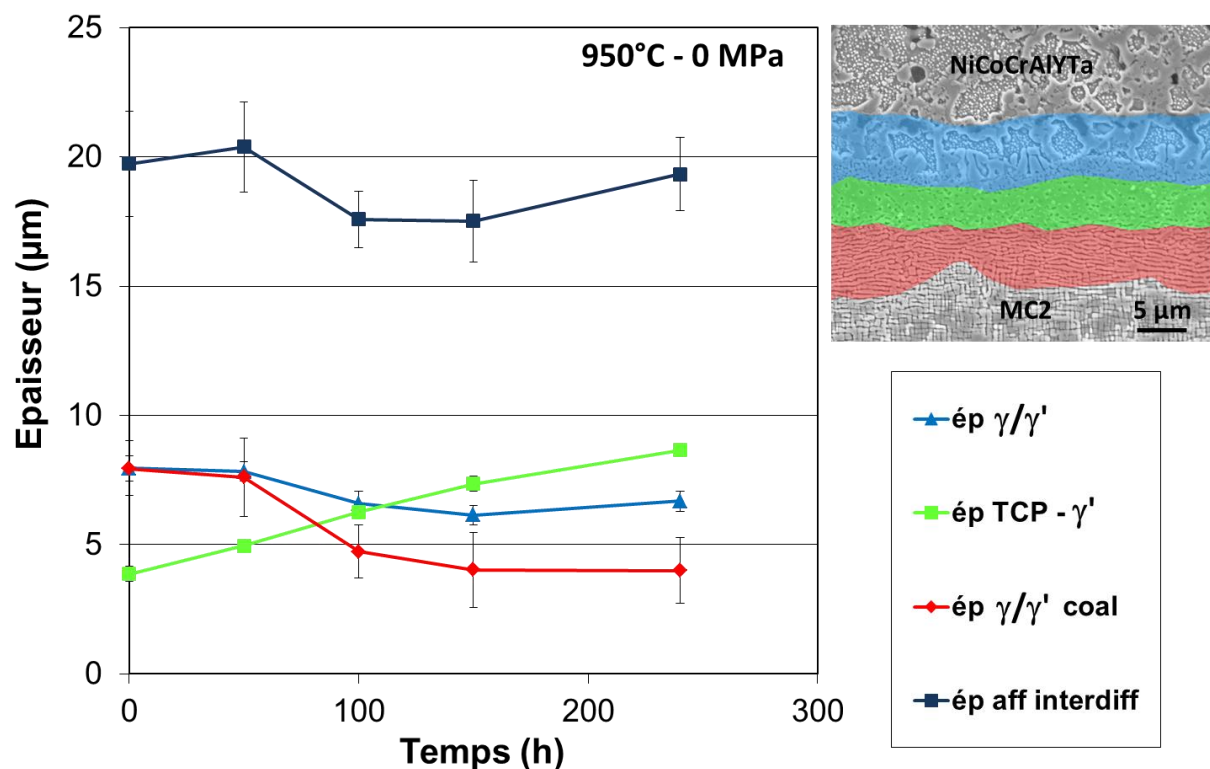 25
950°C - 0 MPa
20
15
10
5
0
Epaisseur (µm)
0
100
200
300
Temps (h)
NiCoCrAlYTa
MC2
5 µm
ép γ/γ'
ép TCP - γ'
ép γ/γ' coal
ép aff interdiff